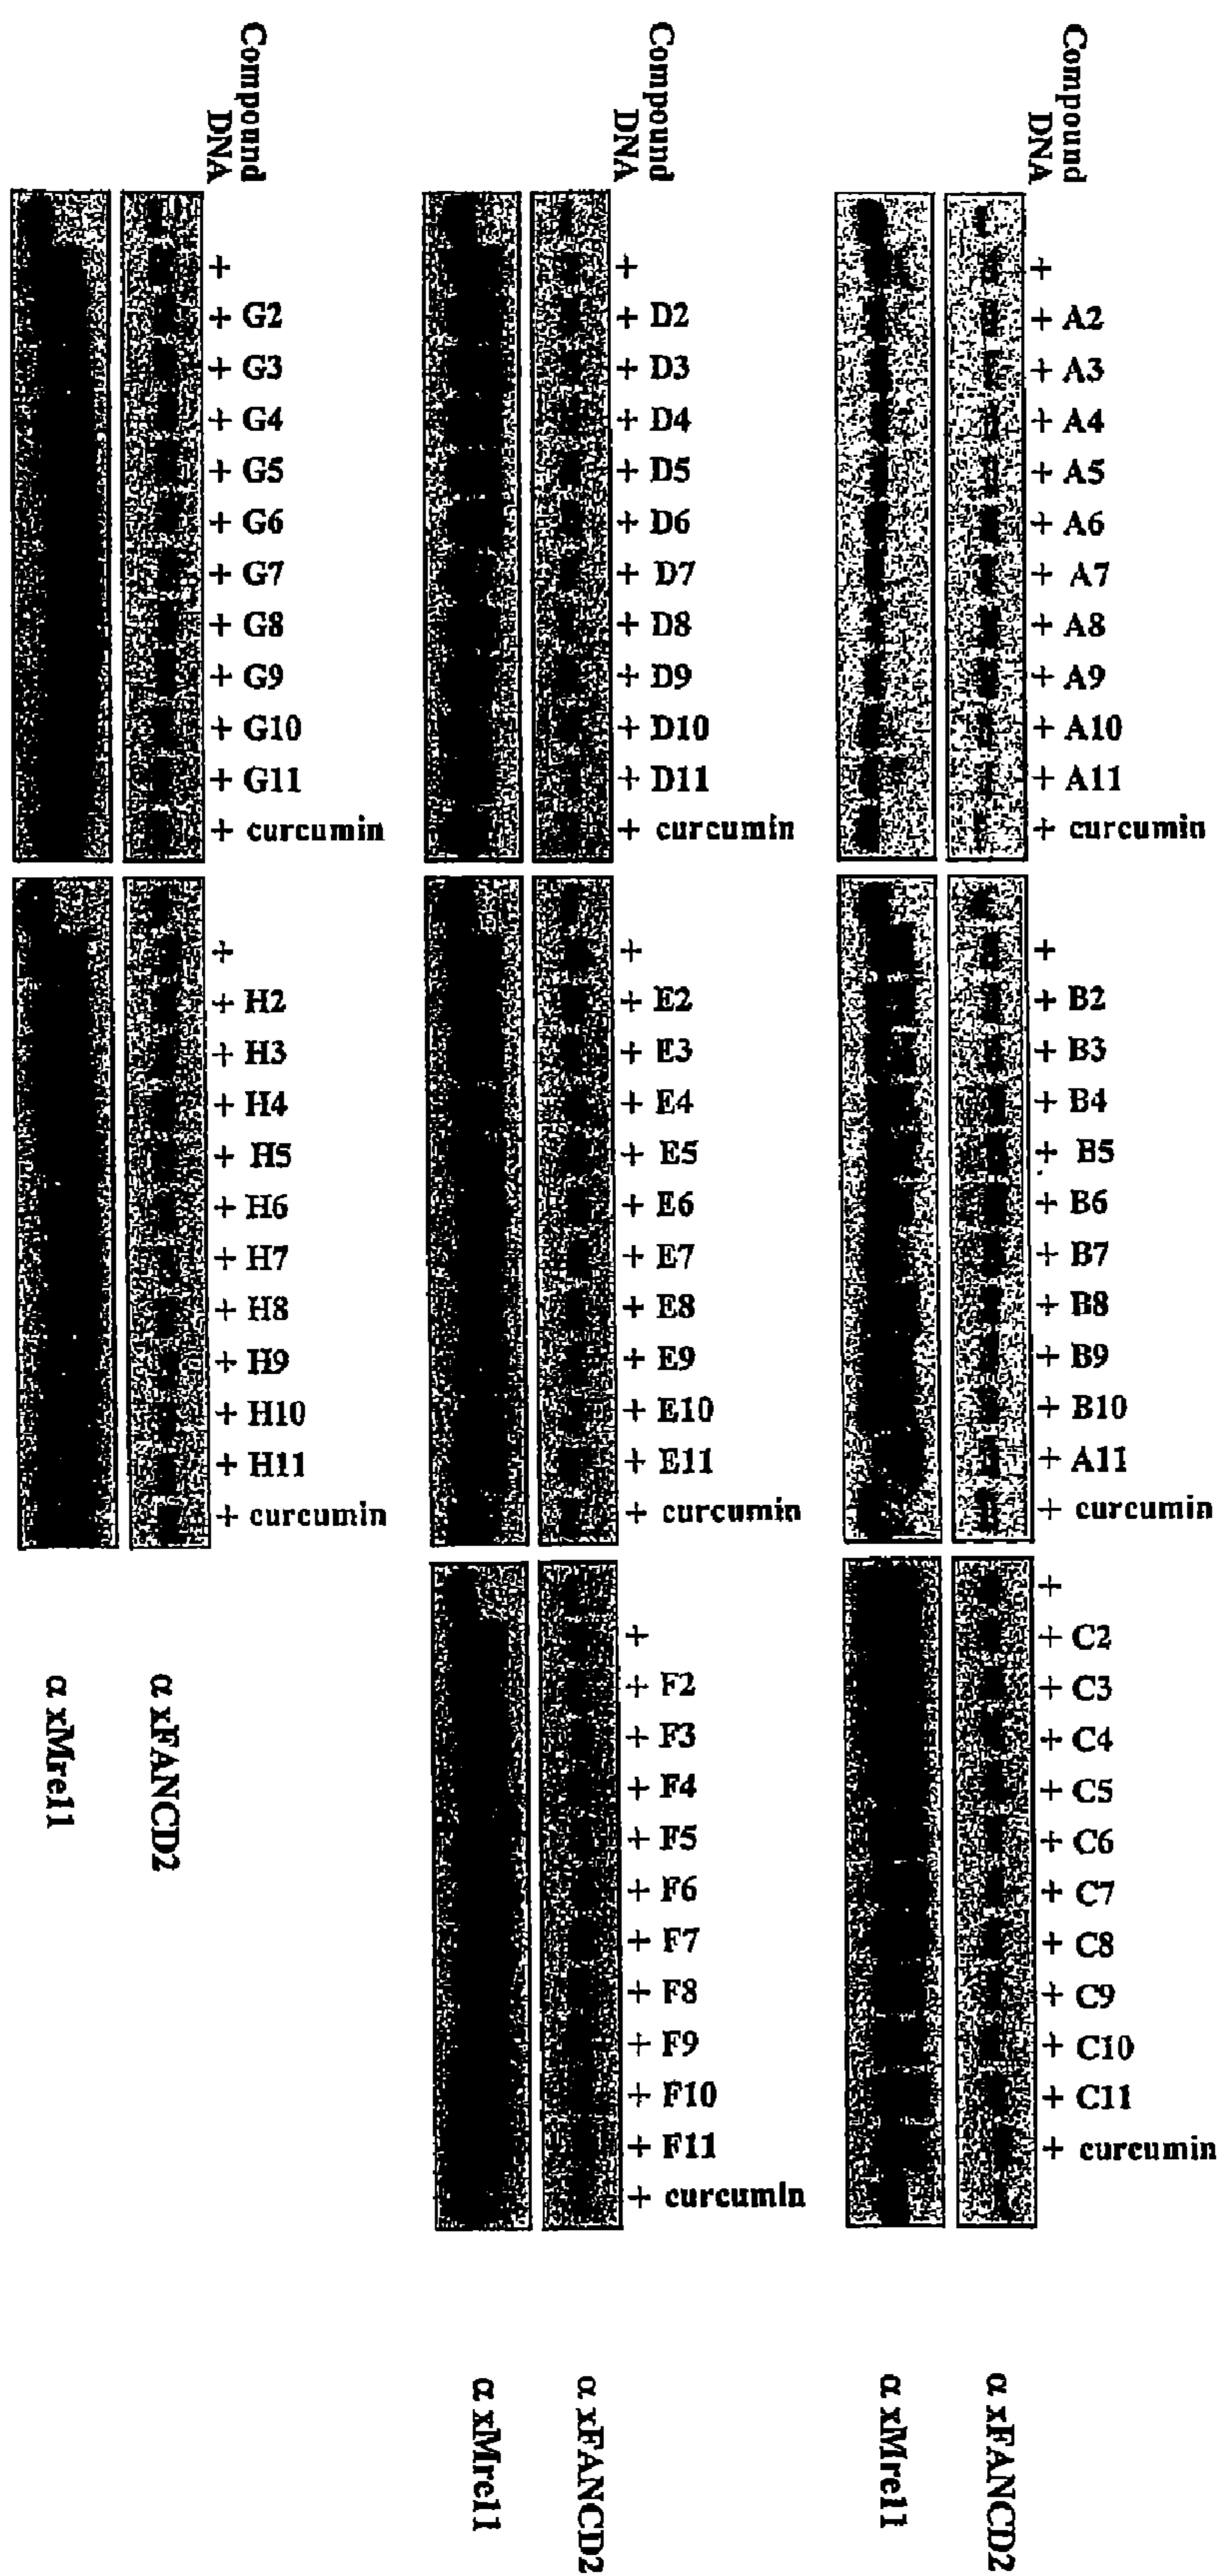 Compound
DNA
+
+ A2
+ A3
+ A4
+ A5
+ A6
+ A7
+ A8
+ A9
+ A10
+ A11
+ curcumin
+
+ B2
+ B3
+ B4
+ B5
+ B6
+ B7
+ B8
+ B9
+ B10
+ A11
+ curcumin
+
+ C2
+ C3
+ C4
+ C5
+ C6
+ C7
+ C8
+ C9
+ C10
+ C11
+ curcumin
α xFANCD2
α xMre11
Compound
DNA
+
+ D2
+ D3
+ D4
+ D5
+ D6
+ D7
+ D8
+ D9
+ D10
+ D11
+ curcumin
+
+ E2
+ E3
+ E4
+ E5
+ E6
+ E7
+ E8
+ E9
+ E10
+ E11
+ curcumin
+
+ F2
+ F3
+ F4
+ F5
+ F6
+ F7
+ F8
+ F9
+ F10
+ F11
+ curcumin
α xFANCD2
α xMre11
Compound
DNA
+
+ G2
+ G3
+ G4
+ G5
+ G6
+ G7
+ G8
+ G9
+ G10
+ G11
+ curcumin
+
+ H2
+ H3
+ H4
+ H5
+ H6
+ H7
+ H8
+ H9
+ H10
+ H11
+ curcumin
α xFANCD2
α xMre11